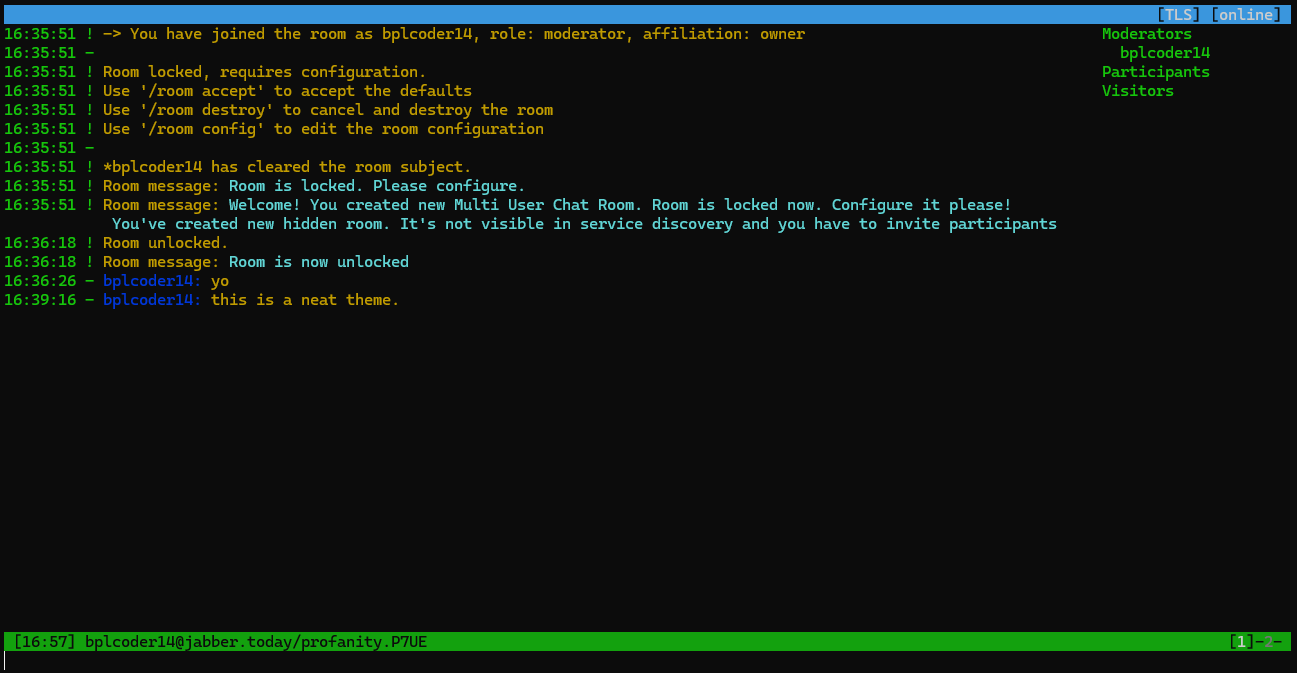 [TLS] [online]
16:35:51 ! -> You have joined the room as bplcoder14, role: moderator, affiliation: owner
Moderators
16:35:51 -
bplcoder14
16:35:51 ! Room locked, requires configuration.
Participants
16:35:51 ! Use '/room accept' to accept the defaults
Visitors
16:35:51 ! Use '/room destroy' to cancel and destroy the room
16:35:51 ! Use '/room config' to edit the room configuration
16:35:51 -
16:35:51 ! *bplcoder14 has cleared the room subject.
16:35:51 ! Room message: Room is locked. Please configure.
16:35:51 ! Room message: Welcome! You created new Multi User Chat Room. Room is locked now. Configure it please!
You've created new hidden room. It's not visible in service discovery and you have to invite participants
16:36:18 ! Room unlocked.
16:36:18 ! Room message: Room is now unlocked
16:36:26 - bplcoder14: yo
16:39:16 - bplcoder14: this is a neat theme.
[16:57] bplcoder14@jabber.today/profanity.P7UE
[1]-2-